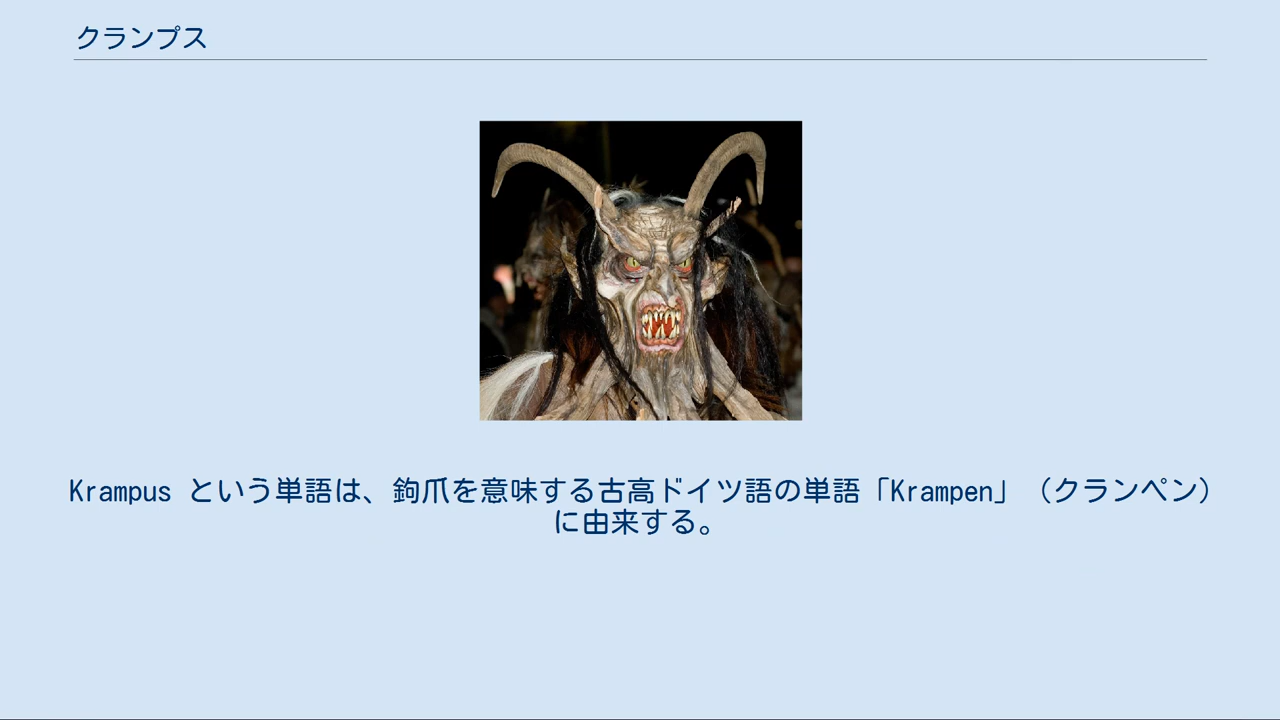 クランプス
Krampus という単語は、鉤爪を意味する古高ドイツ語の単語「Krampen」（クランペン）
に由来する。